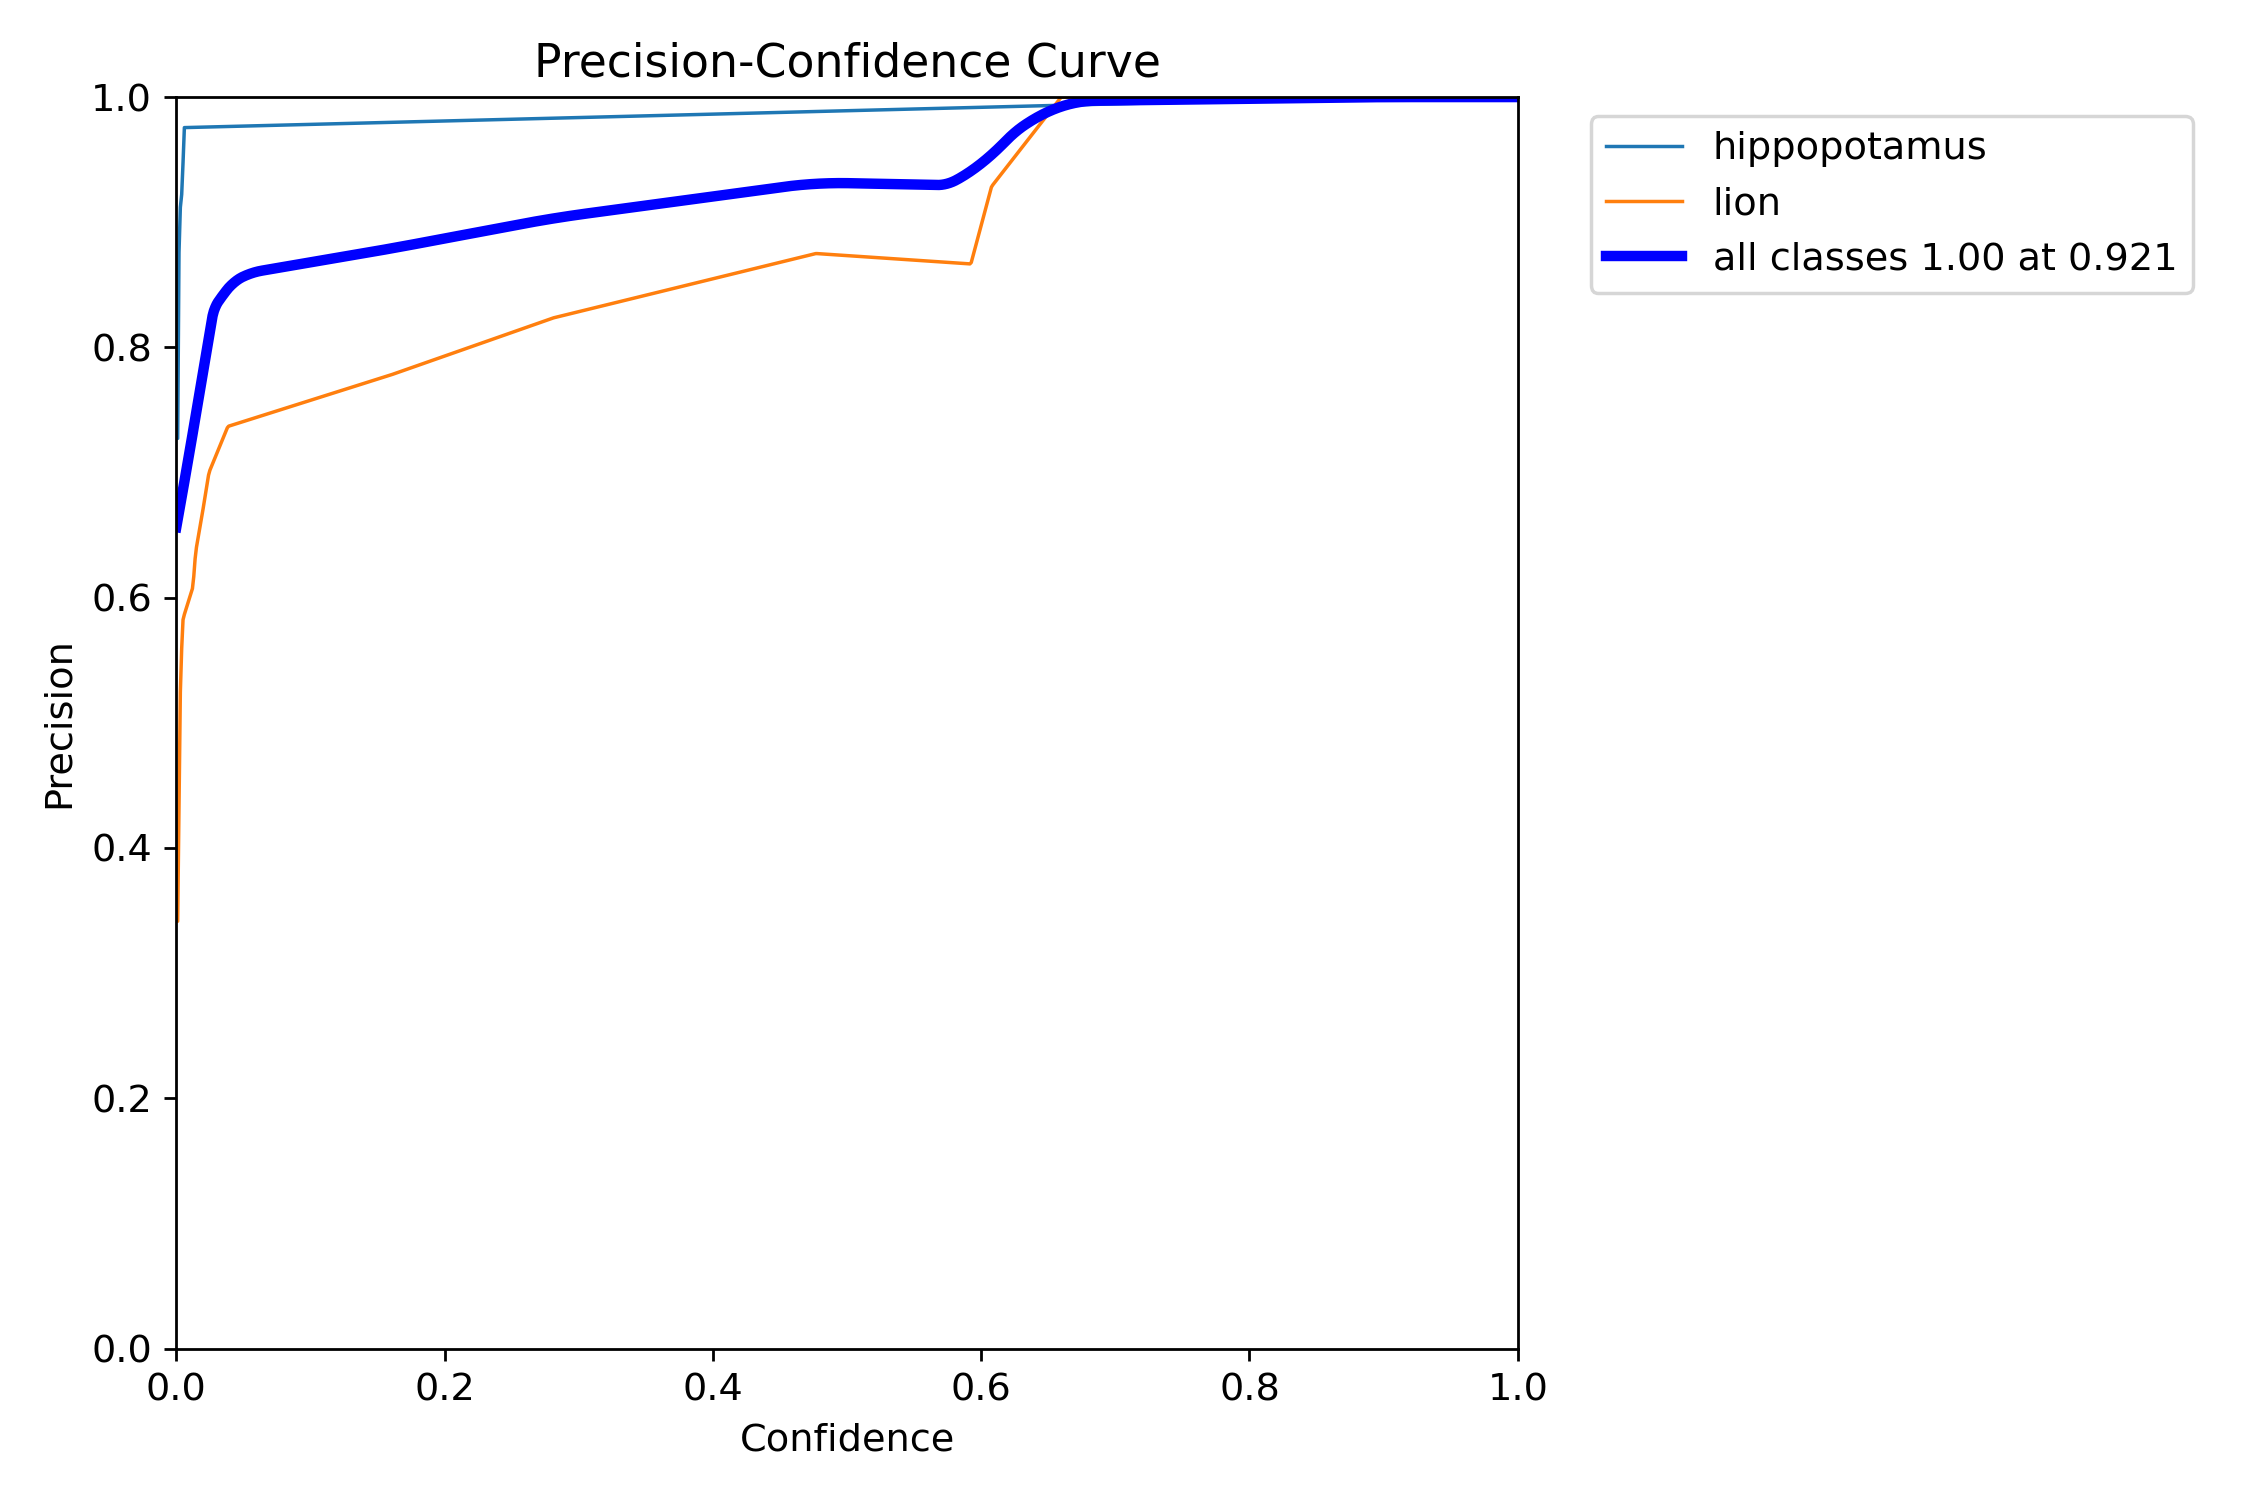 Precision-Confidence Curve
1.0
0.8
0.6
0.4
0.2
0.0
Precision
0.0 0.2 0.4 0.6 0.8 1.0
Confidence
hippopotamus
lion
all classes 1.00 at 0.921